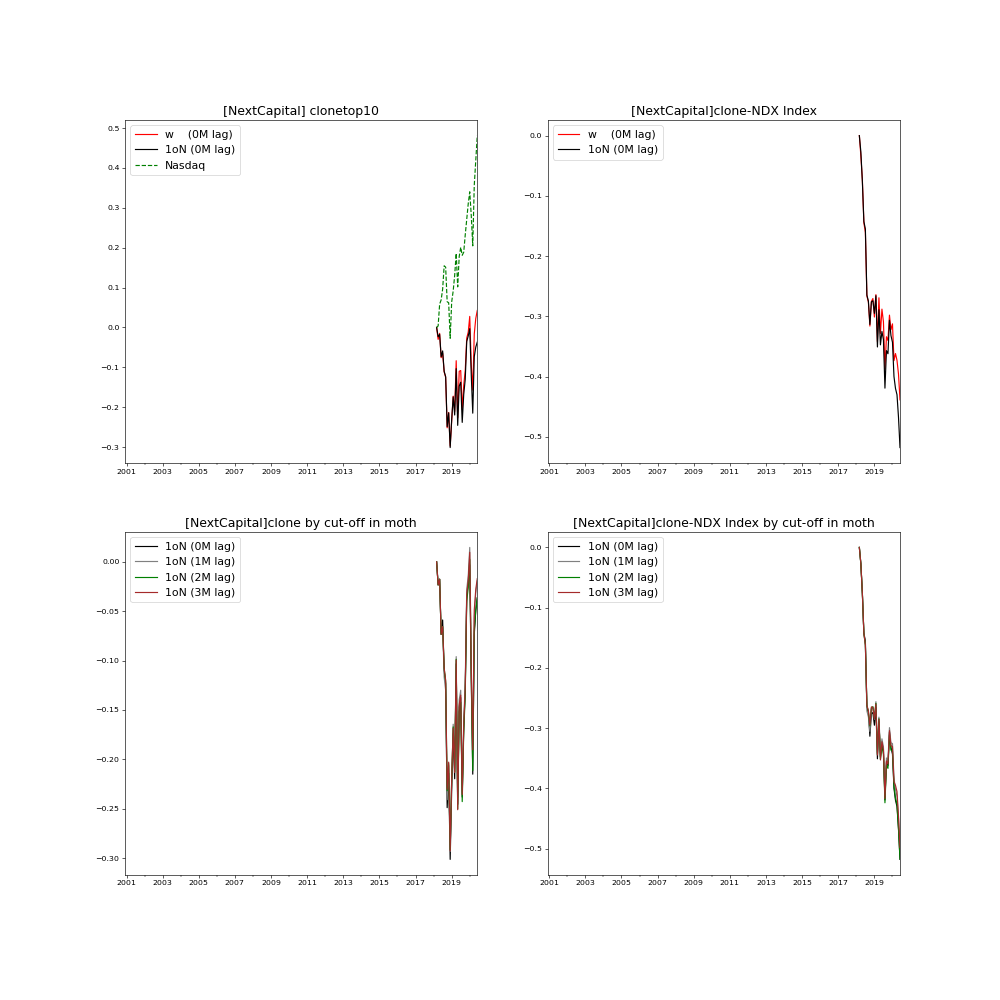 [NextCapital] clonetop10
w (0M lag)
1oN (0M lag)
Nasdaq
0.5
0.4
0.3
0.2
0.1
0.0
−0.1
−0.2
−0.3
2001 2003 2005 2007 2009 2011 2013 2015 2017 2019
[NextCapital]clone-NDX Index
w (0M lag)
1oN (0M lag)
0.0
−0.1
−0.2
−0.3
−0.4
−0.5
2001 2003 2005 2007 2009 2011 2013 2015 2017 2019
[NextCapital]clone by cut-off in moth
1oN (0M lag)
1oN (1M lag)
1oN (2M lag)
1oN (3M lag)
0.00
−0.05
−0.10
−0.15
−0.20
−0.25
−0.30
2001 2003 2005 2007 2009 2011 2013 2015 2017 2019
[NextCapital]clone-NDX Index by cut-off in moth
1oN (0M lag)
1oN (1M lag)
1oN (2M lag)
1oN (3M lag)
0.0
−0.1
−0.2
−0.3
−0.4
−0.5
2001 2003 2005 2007 2009 2011 2013 2015 2017 2019